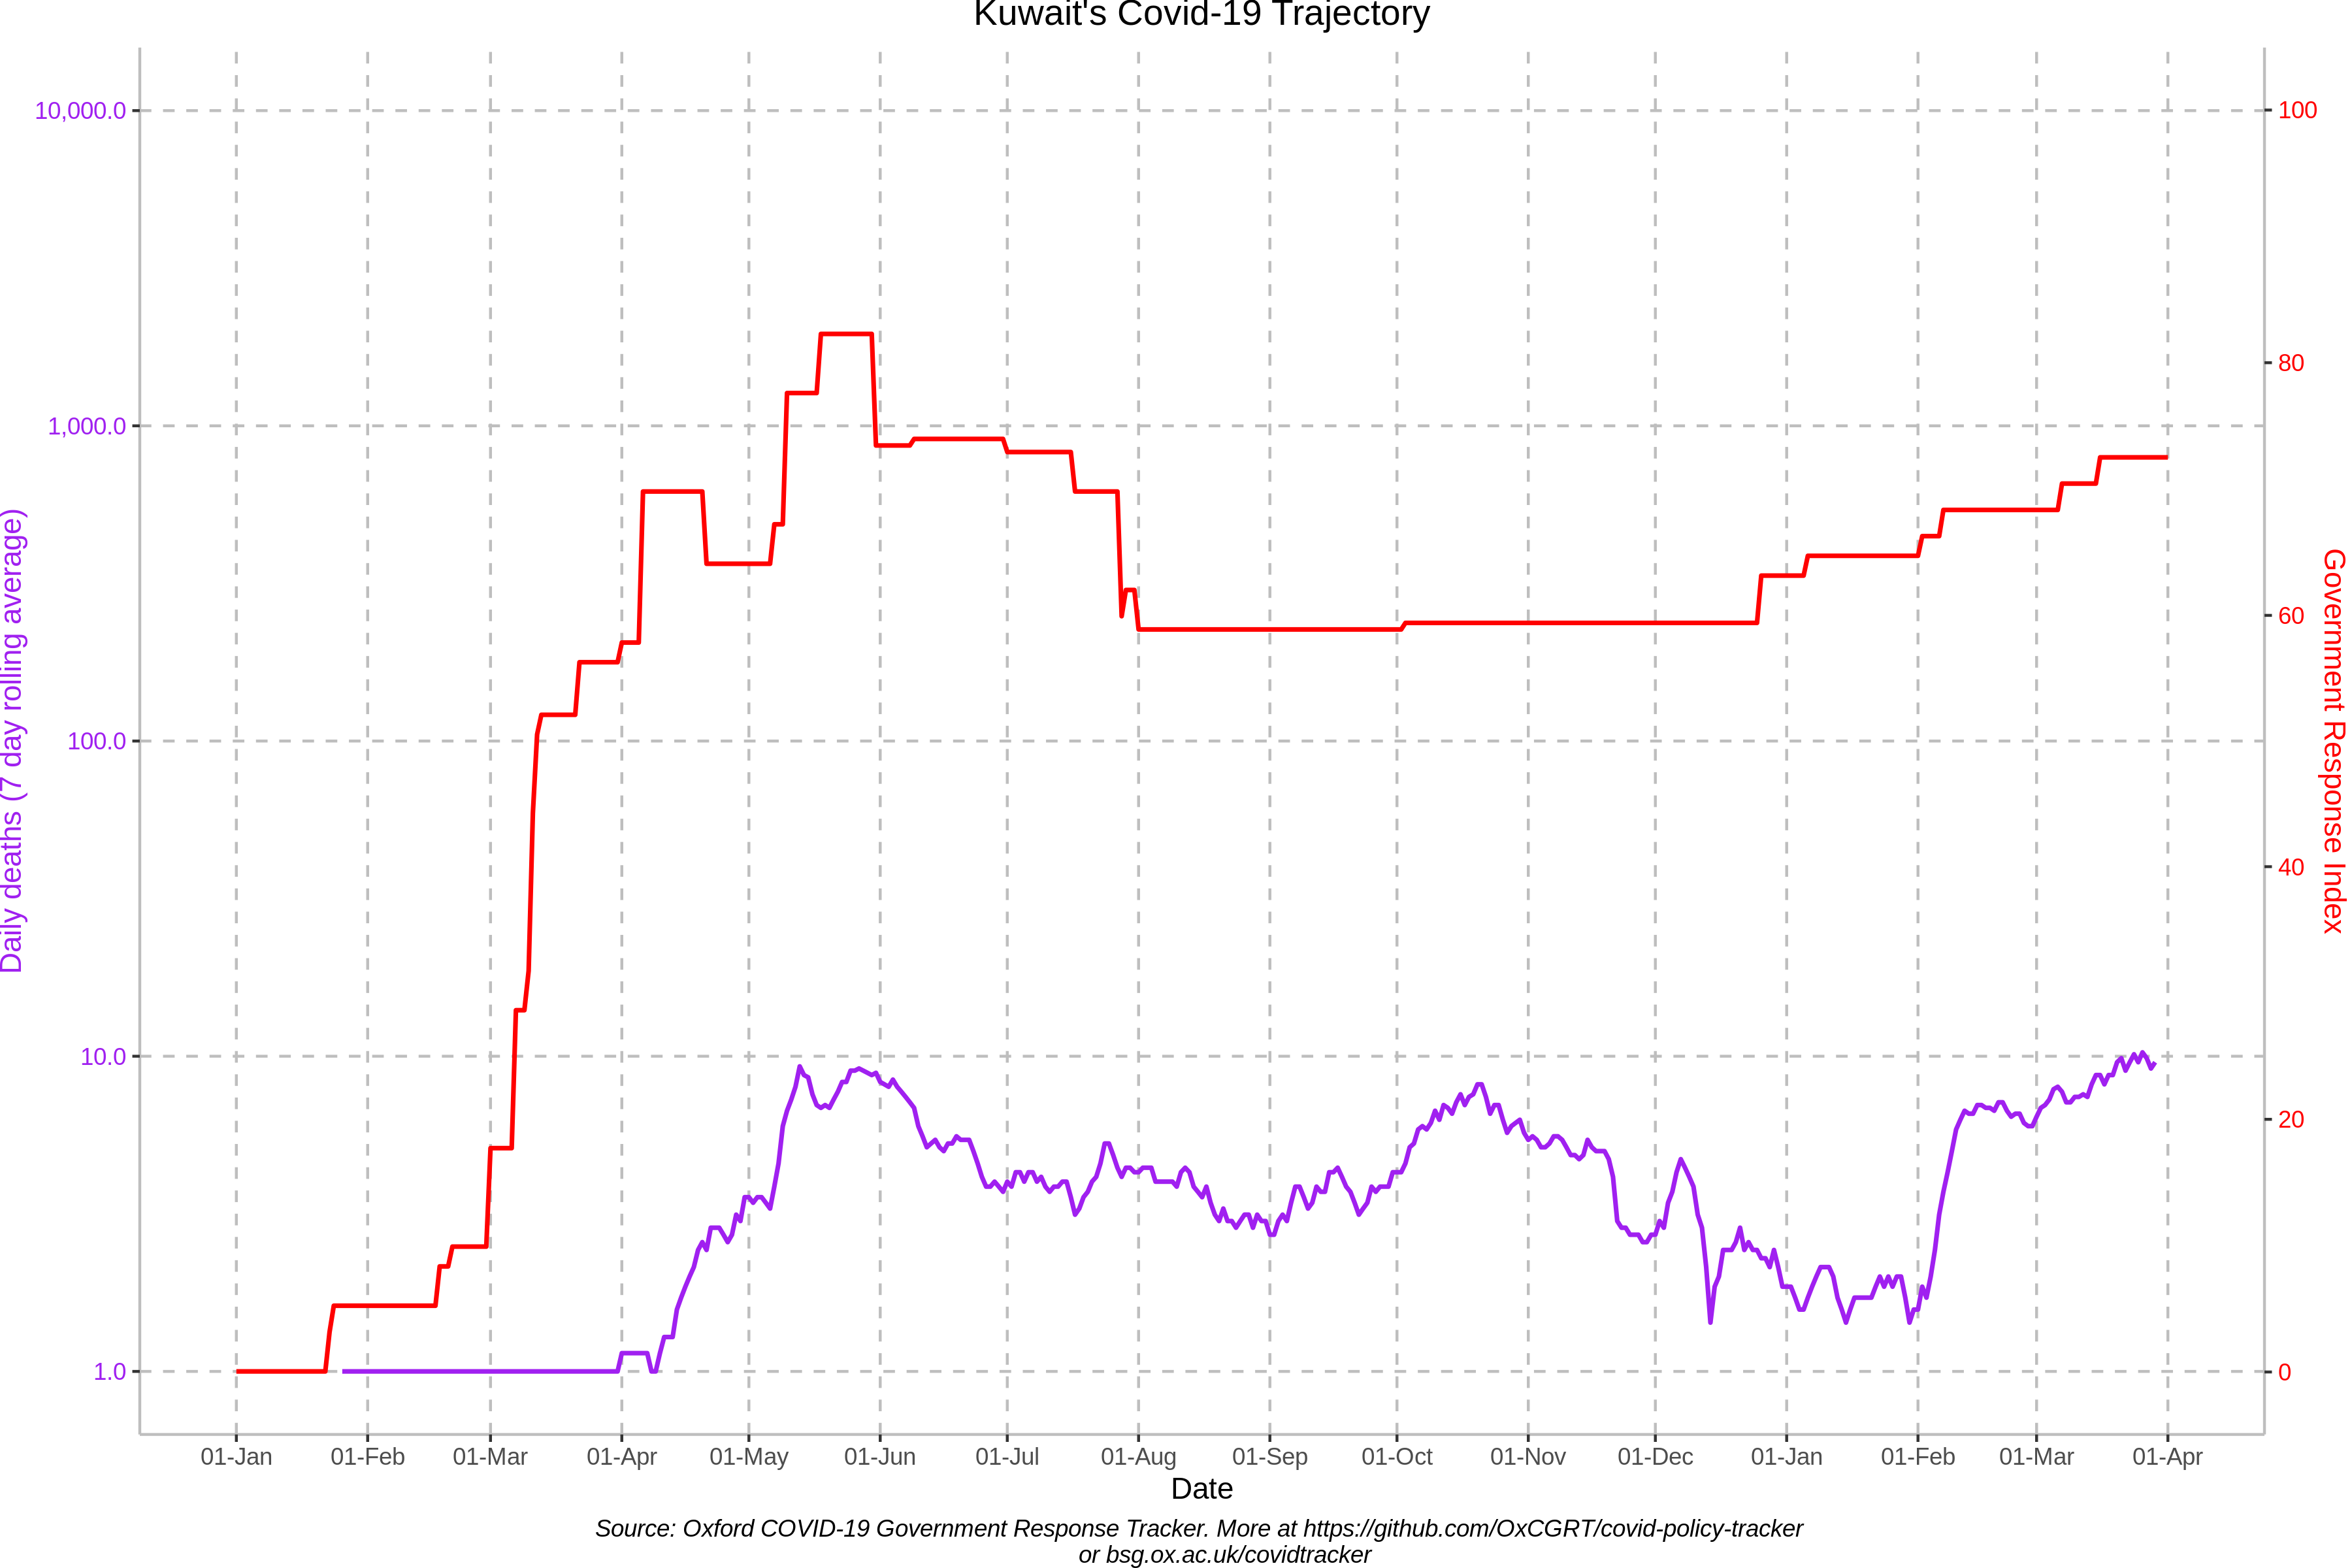 Kuwait's Covid-19 Trajectory
10,000.0
1,000.0
100.0
10.0
1.0
Daily deaths (7 day rolling average)
100
80
60
40
20
0
Government Response Index
01-Jan 01-Feb 01-Mar 01-Apr 01-May 01-Jun 01-Jul 01-Aug 01-Sep 01-Oct 01-Nov 01-Dec 01-Jan 01-Feb 01-Mar 01-Apr
Date
Source: Oxford COVID-19 Government Response Tracker. More at https://github.com/OxCGRT/covid-policy-tracker
or bsg.ox.ac.uk/covidtracker